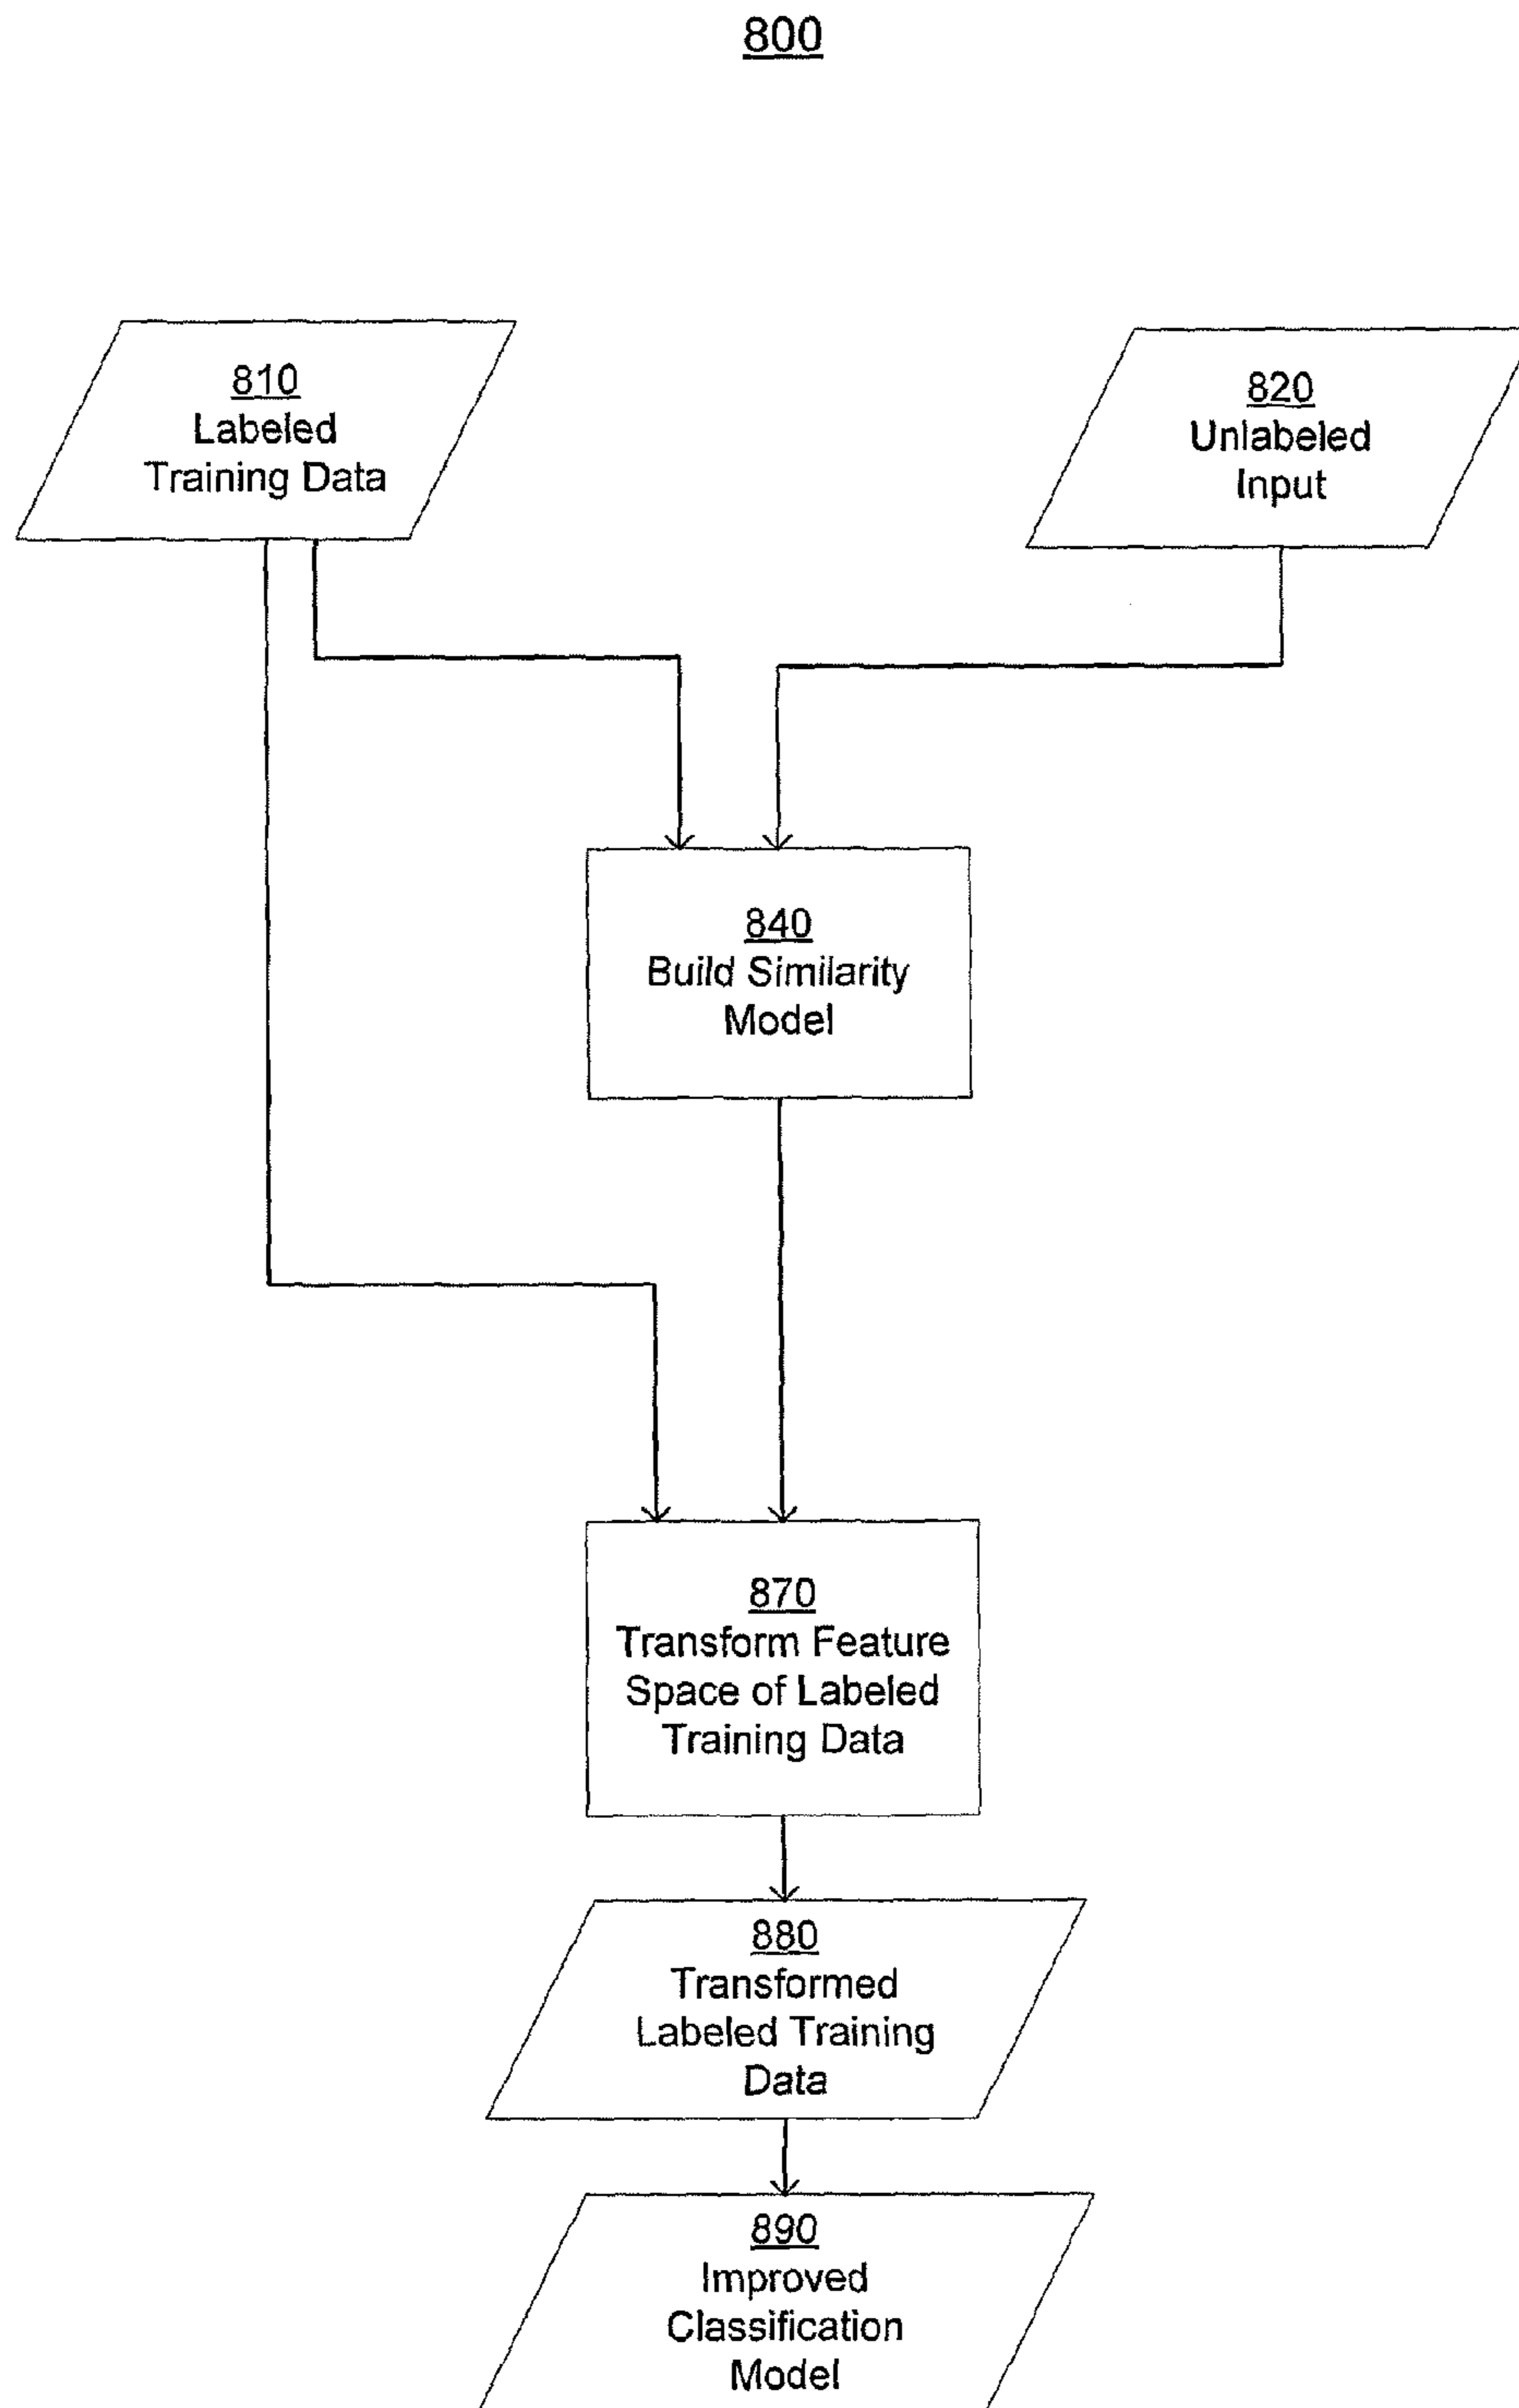 800
810
Labeled
Training Data
820
Unlabeled
Input
840
Build Similarity
Model
870
Transform Feature
Space of Labeled
Training Data
880
Transformed
Labeled Training
Data
890
Improved
Classification
Model